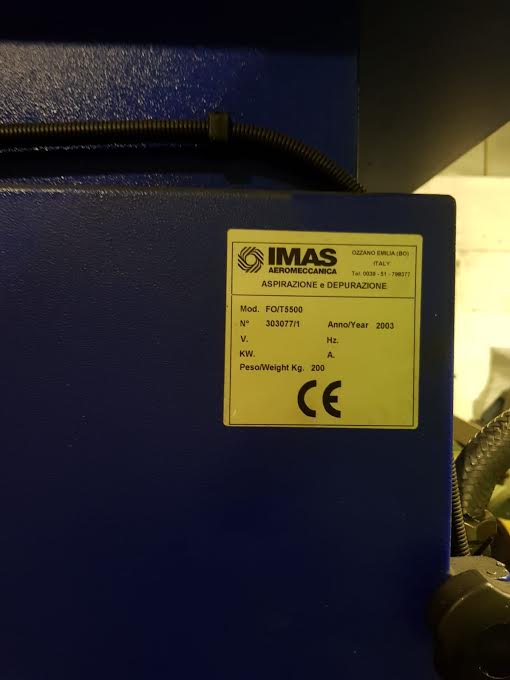 IMAS
AEROMECCANICA
OZZANO EMILIA (BO)
ITALY
Tel. 0039 - 51 - 798377
ASPIRAZIONE e DEPURAZIONE
Mod. FO/T5500
N° 303077/1 Anno/Year 2003
V. Hz.
KW. A.
Peso/Weight Kg. 200
CE